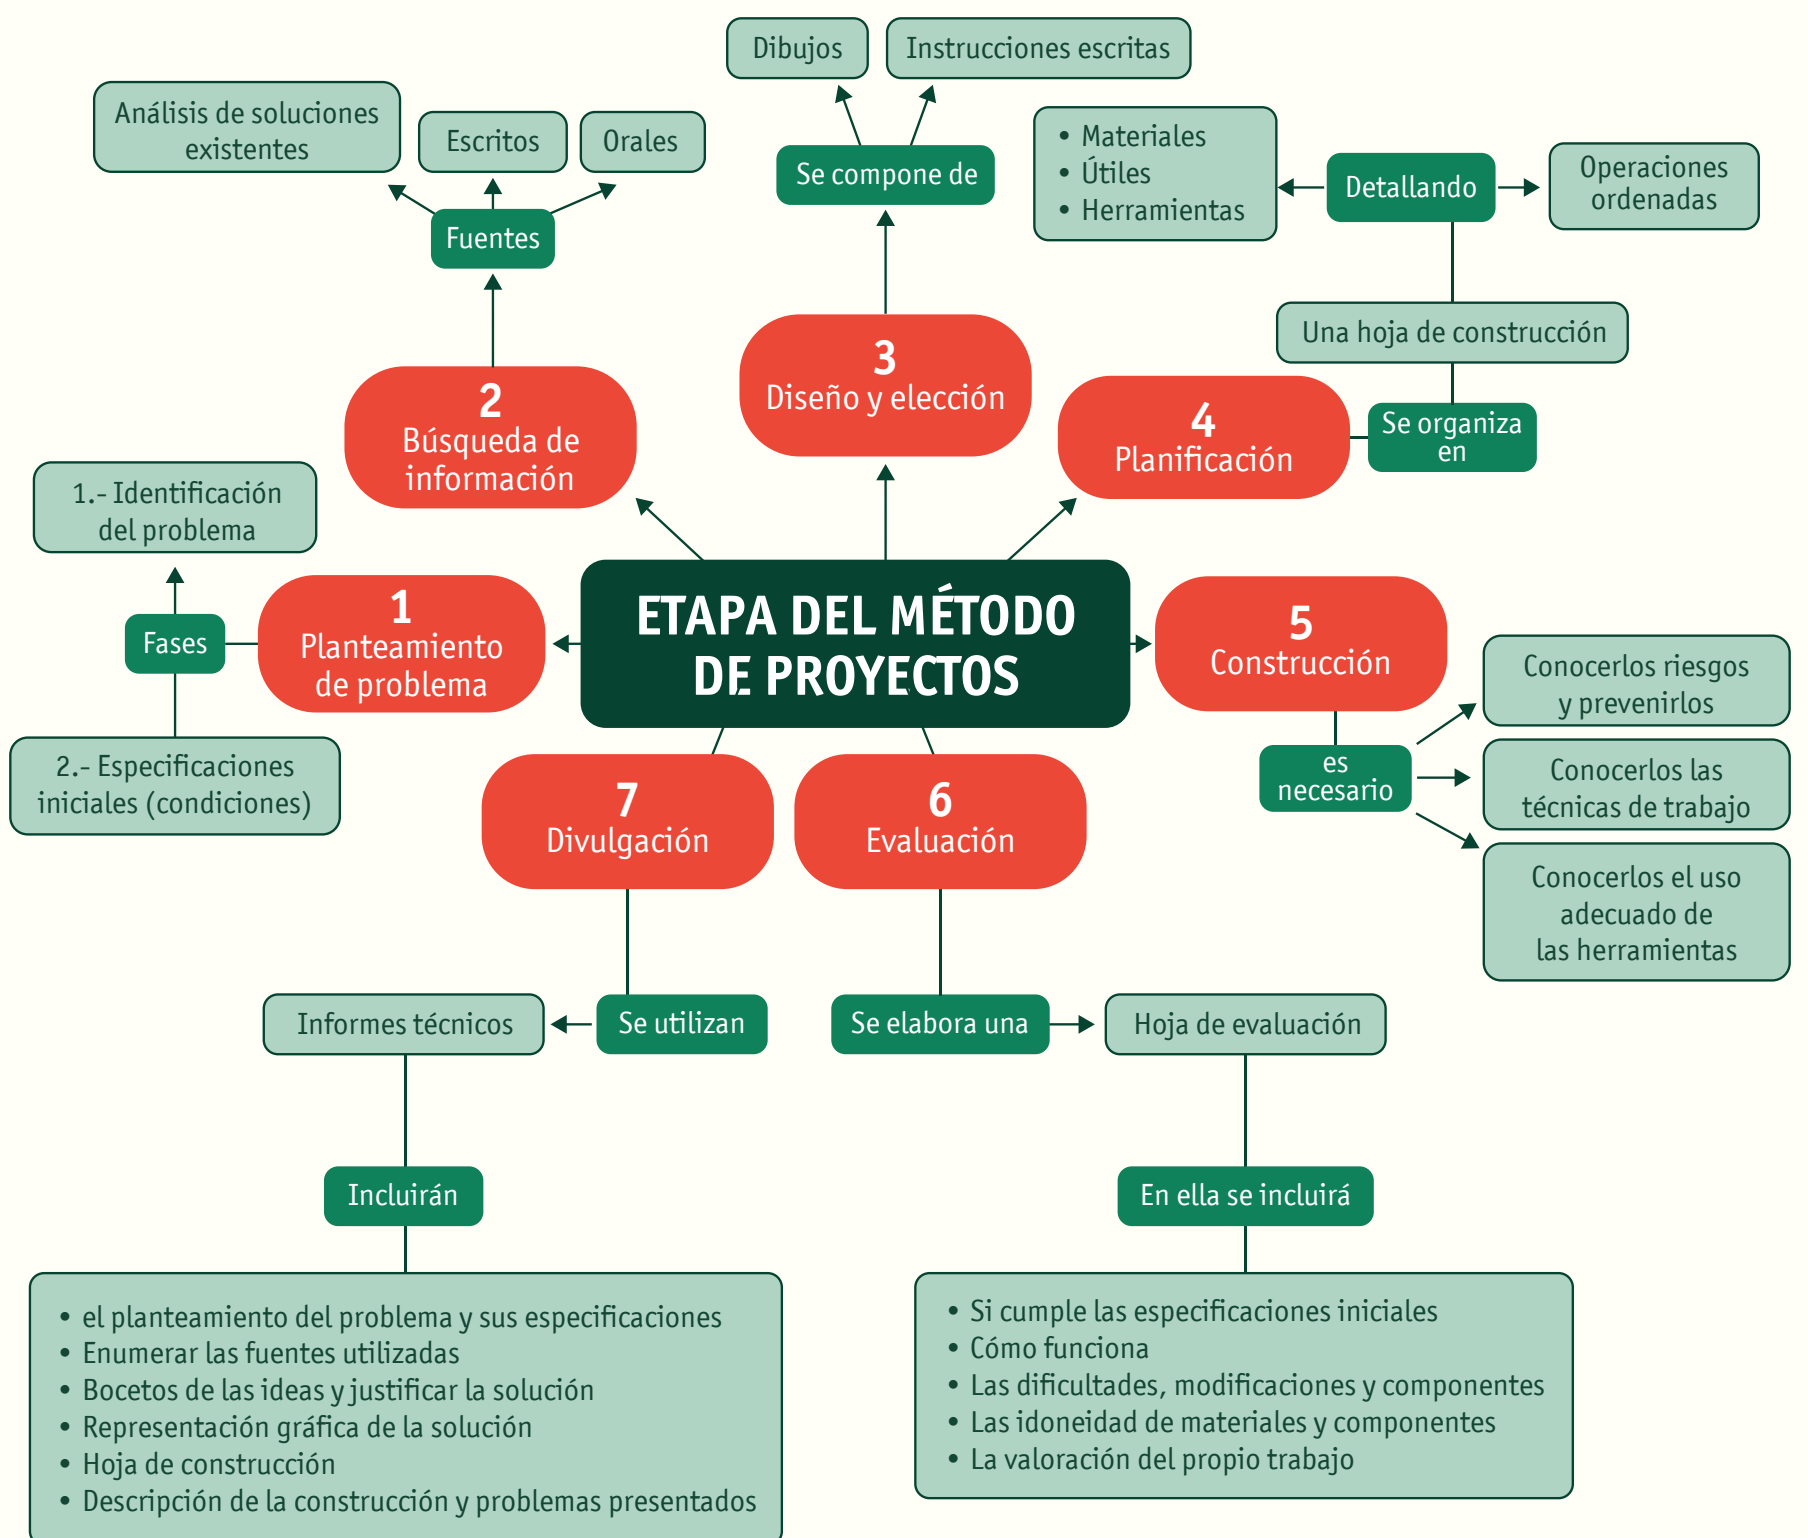 ETAPA DEL MÉTODO
DE PROYECTOS
1
Planteamiento
de problema
Fases
1.- Identificación
del problema
2.- Especificaciones
iniciales (condiciones)
2
Búsqueda de
información
Fuentes
Análisis de soluciones
existentes
Escritos
Orales
3
Diseño y elección
Se compone de
Dibujos
Instrucciones escritas
4
Planificación
Se organiza
en
Una hoja de construcción
Detallando
• Materiales
• Útiles
• Herramientas
Operaciones
ordenadas
5
Construcción
es
necesario
Conocerlos riesgos
y prevenirlos
Conocerlos las
técnicas de trabajo
Conocerlos el uso
adecuado de
las herramientas
6
Evaluación
Se elabora una
Hoja de evaluación
En ella se incluirá
• Si cumple las especificaciones iniciales
• Cómo funciona
• Las dificultades, modificaciones y componentes
• Las idoneidad de materiales y componentes
• La valoración del propio trabajo
7
Divulgación
Se utilizan
Informes técnicos
Incluirán
• el planteamiento del problema y sus especificaciones
• Enumerar las fuentes utilizadas
• Bocetos de las ideas y justificar la solución
• Representación gráfica de la solución
• Hoja de construcción
• Descripción de la construcción y problemas presentados